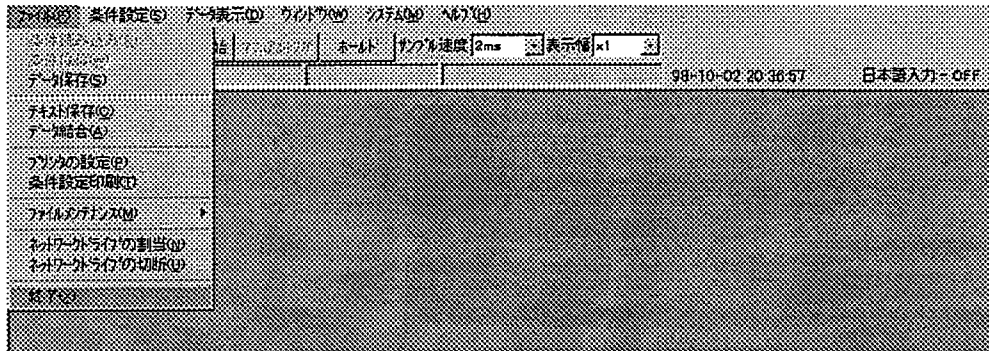 ファイル(F) 条件設定(S) データ表示(D) ウィンドウ(W) システム(M) ヘルプ(H)
ホールド サンプル速度 2ms 表示幅 x1
データ保存(S)
98-10-02 20:36:57 日本語入力 - OFF
テキスト保存(C)
データ結合(A)
プリンタの設定(P)
条件設定印刷(T)
ファイルメンテナンス(M)
ネットワークドライブの割当(N)
ネットワークドライブの切断(U)
終了(Z)